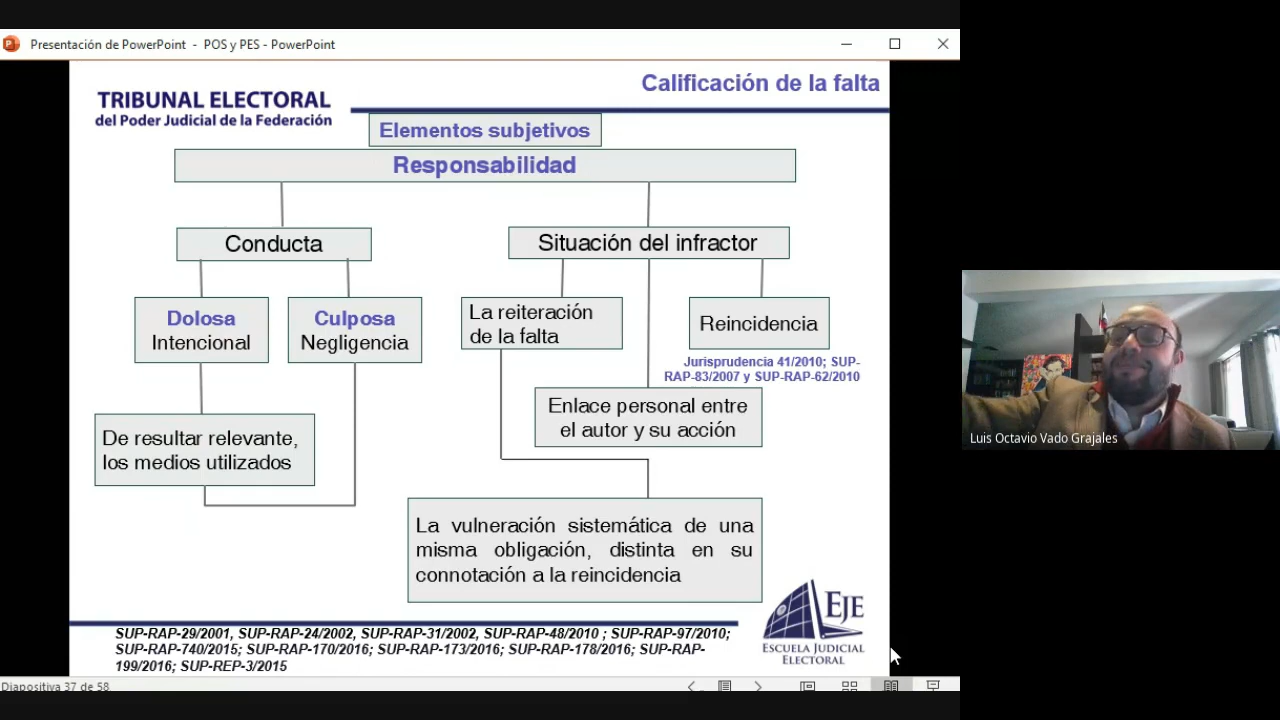 Presentación de PowerPoint - POS y PES - PowerPoint
TRIBUNAL ELECTORAL
del Poder Judicial de la Federación
Calificación de la falta
Elementos subjetivos
Responsabilidad
Conducta
Situación del infractor
Dolosa
Intencional
Culposa
Negligencia
La reiteración
de la falta
Reincidencia
Jurisprudencia 41/2010; SUP-
RAP-83/2007 y SUP-RAP-62/2010
Enlace personal entre
el autor y su acción
De resultar relevante,
los medios utilizados
La vulneración sistemática de una
misma obligación, distinta en su
connotación a la reincidencia
EJE
ESCUELA JUDICIAL
ELECTORAL
SUP-RAP-29/2001, SUP-RAP-24/2002, SUP-RAP-31/2002, SUP-RAP-48/2010 ; SUP-RAP-97/2010;
SUP-RAP-740/2015; SUP-RAP-170/2016; SUP-RAP-173/2016; SUP-RAP-178/2016; SUP-RAP-
199/2016; SUP-REP-3/2015
Diapositiva 37 de 58
Luis Octavio Vado Grajales